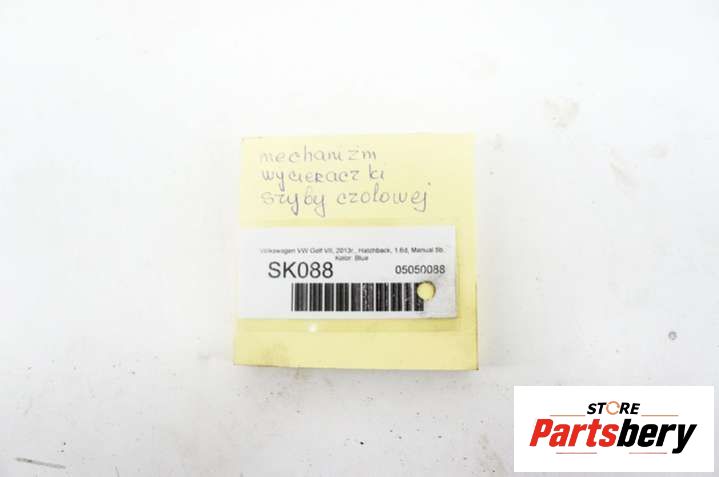 mechanizm
wycieraczki
szyby czołowej
Volkswagen VW Golf VII, 2013r., Hatchback, 1.6d, Manual 5b,
Kolor: Blue
SK088
05050088
STORE
Partsbery